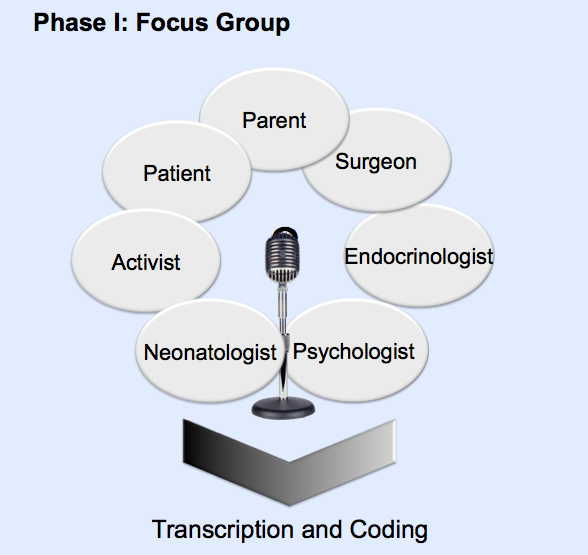 Phase I: Focus Group
Parent
Surgeon
Patient
Endocrinologist
Activist
Neonatologist
Psychologist
Transcription and Coding